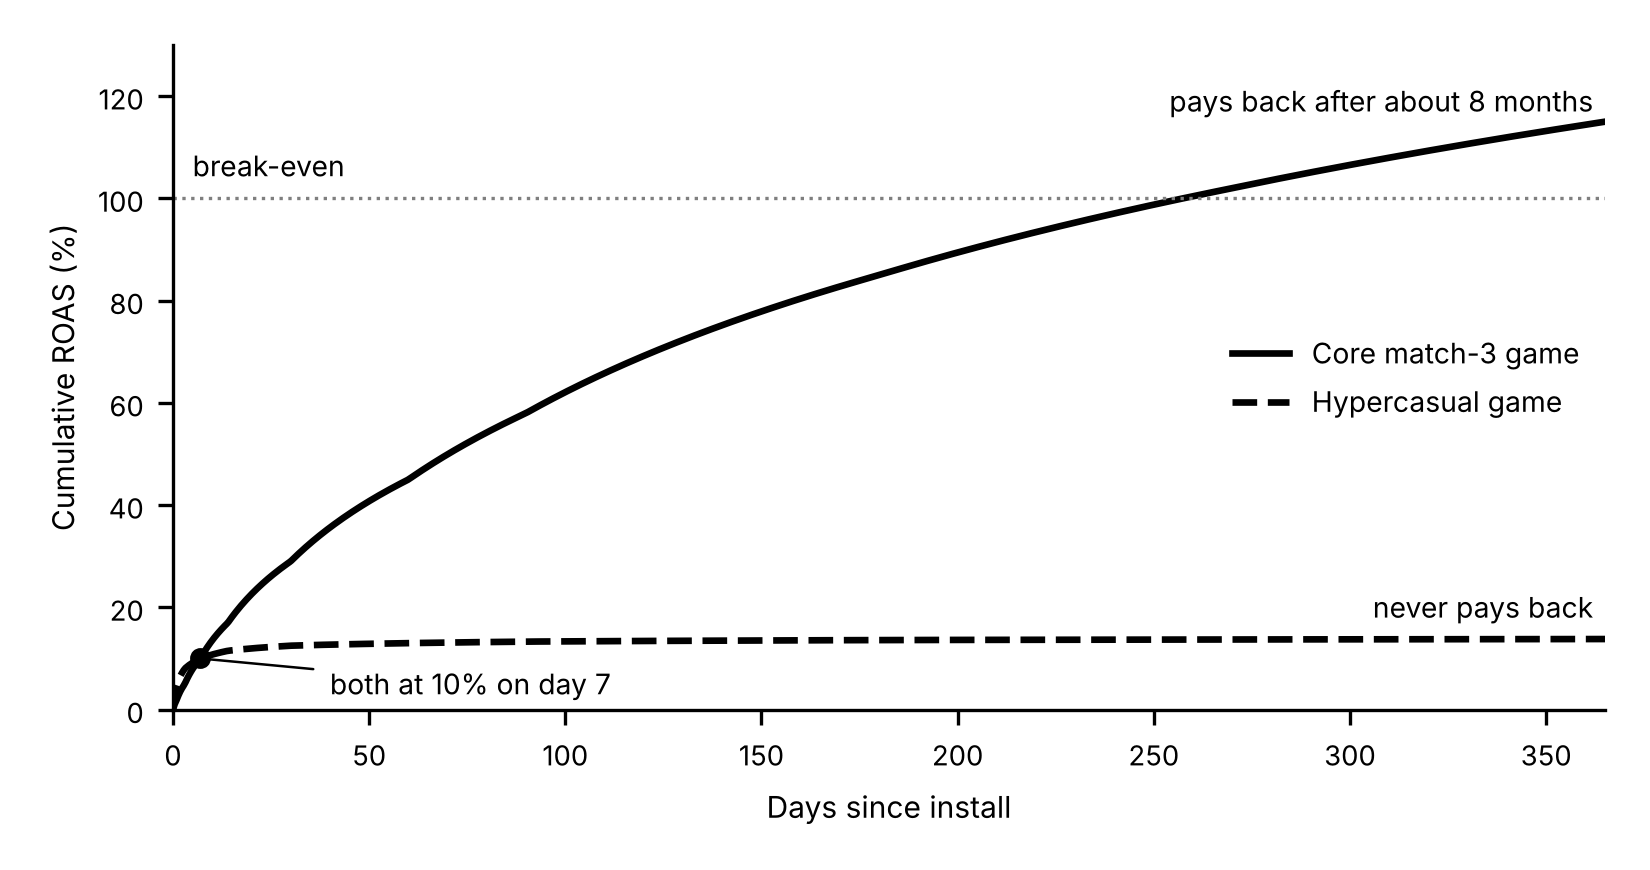 120
pays back after about 8 months
break-even
100
Cumulative ROAS (%)
80
Core match-3 game
60
Hypercasual game
40
20
never pays back
both at 10% on day 7
0
0 50 100 150 200 250 300 350
Days since install